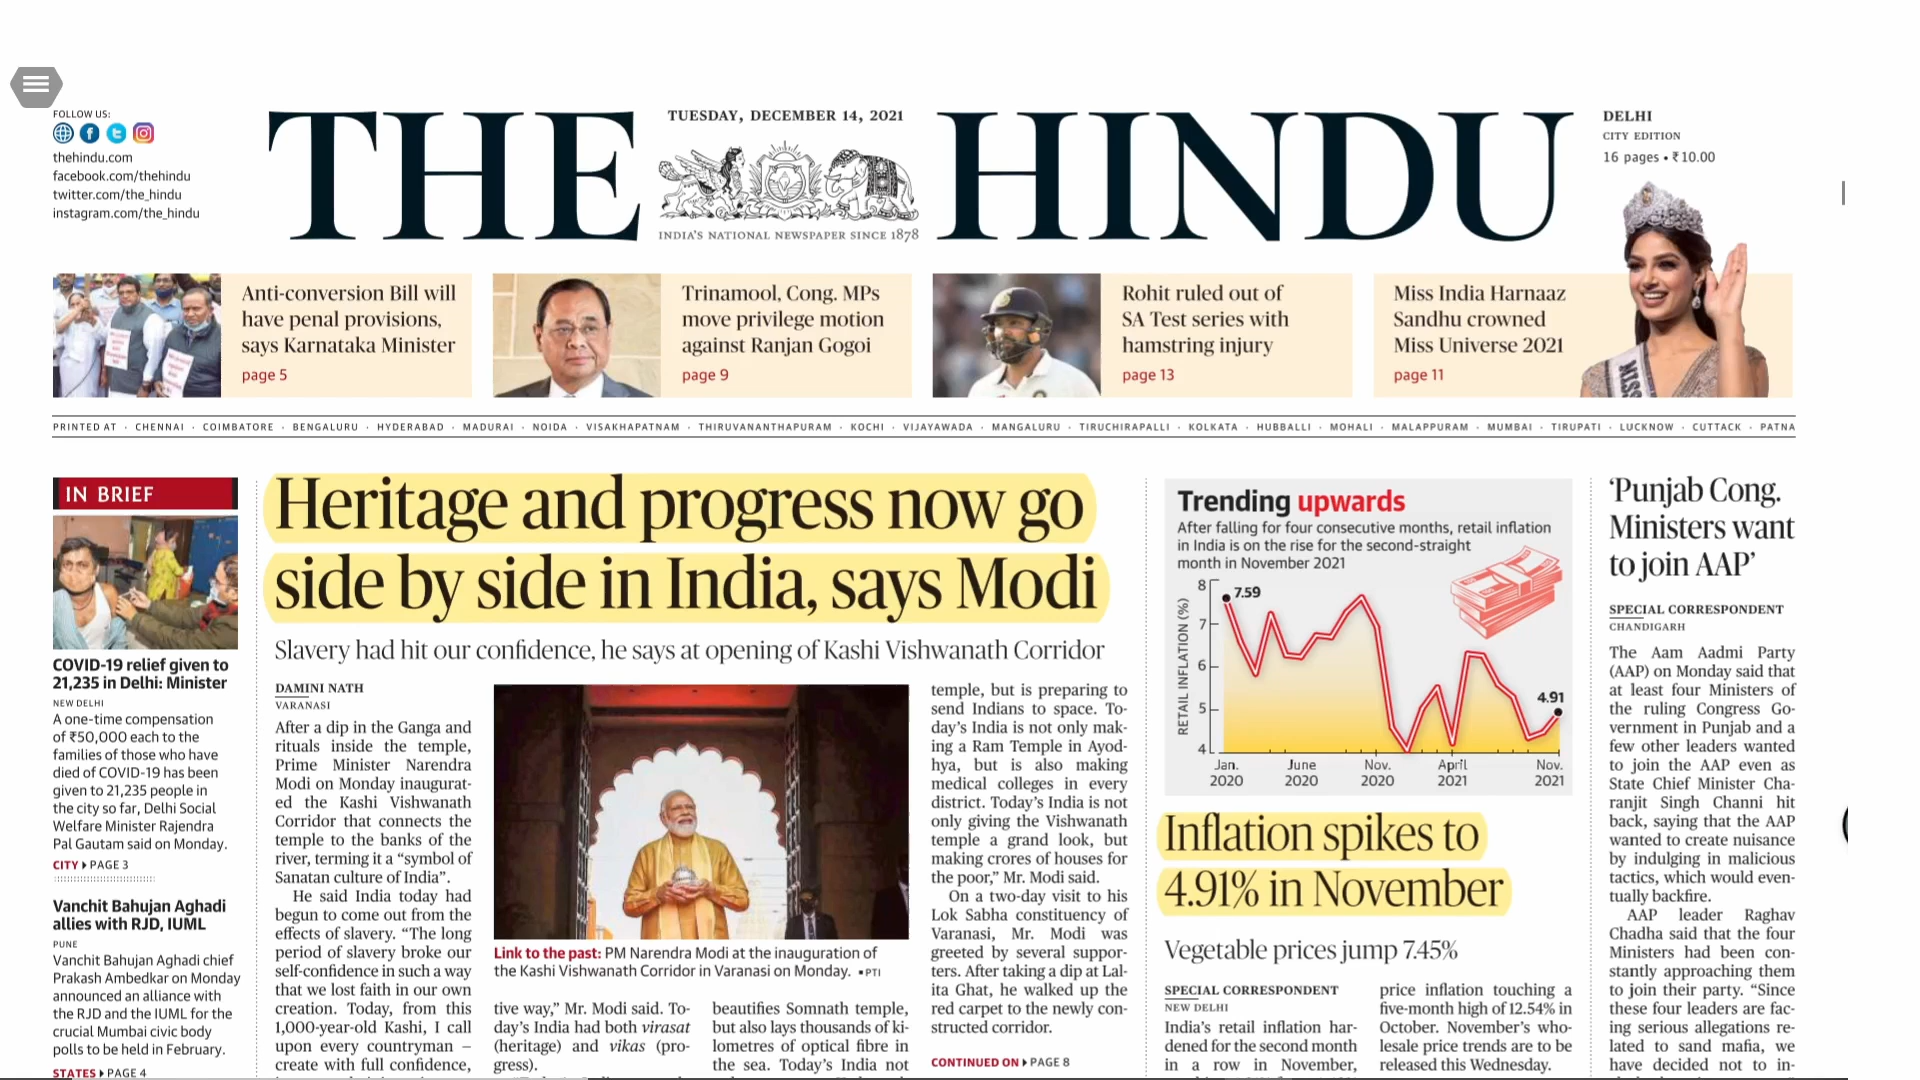 FOLLOW US:
thehindu.com
facebook.com/thehindu
twitter.com/the_hindu
instagram.com/the_hindu
THE HINDU
TUESDAY, DECEMBER 14, 2021
INDIA'S NATIONAL NEWSPAPER SINCE 1878
DELHI
CITY EDITION
16 pages • ₹10.00
Anti-conversion Bill will
have penal provisions,
says Karnataka Minister
page 5
Trinamool, Cong. MPs
move privilege motion
against Ranjan Gogoi
page 9
Rohit ruled out of
SA Test series with
hamstring injury
page 13
Miss India Harnaaz
Sandhu crowned
Miss Universe 2021
page 11
MISS
PRINTED AT · CHENNAI · COIMBATORE · BENGALURU · HYDERABAD · MADURAI · NOIDA · VISAKHAPATNAM · THIRUVANANTHAPURAM · KOCHI · VIJAYAWADA · MANGALURU · TIRUCHIRAPALLI · KOLKATA · HUBBALLI · MOHALI · MALAPPURAM · MUMBAI · TIRUPATI · LUCKNOW · CUTTACK · PATNA
IN BRIEF
COVID-19 relief given to
21,235 in Delhi: Minister
NEW DELHI
A one-time compensation
of ₹50,000 each to the
families of those who have
died of COVID-19 has been
given to 21,235 people in
the city so far, Delhi Social
Welfare Minister Rajendra
Pal Gautam said on Monday.
CITY PAGE 3
Vanchit Bahujan Aghadi
allies with RJD, IUML
PUNE
Vanchit Bahujan Aghadi chief
Prakash Ambedkar on Monday
announced an alliance with
the RJD and the IUML for the
crucial Mumbai civic body
polls to be held in February.
STATES PAGE 4
Heritage and progress now go
side by side in India, says Modi
Slavery had hit our confidence, he says at opening of Kashi Vishwanath Corridor
DAMINI NATH
VARANASI
After a dip in the Ganga and
rituals inside the temple,
Prime Minister Narendra
Modi on Monday inaugurat-
ed the Kashi Vishwanath
Corridor that connects the
temple to the banks of the
river, terming it a “symbol of
Sanatan culture of India”.
He said India today had
begun to come out from the
effects of slavery. “The long
period of slavery broke our
self-confidence in such a way
that we lost faith in our own
creation. Today, from this
1,000-year-old Kashi, I call
upon every countryman –
create with full confidence,
Link to the past: PM Narendra Modi at the inauguration of
the Kashi Vishwanath Corridor in Varanasi on Monday. • PTI
tive way,” Mr. Modi said. To-
day's India had both virasat
(heritage) and vikas (pro-
gress).
beautifies Somnath temple,
but also lays thousands of ki-
lometres of optical fibre in
the sea. Today's India not
temple, but is preparing to
send Indians to space. To-
day's India is not only mak-
ing a Ram Temple in Ayod-
hya, but is also making
medical colleges in every
district. Today's India is not
only giving the Vishwanath
temple a grand look, but
making crores of houses for
the poor,” Mr. Modi said.
On a two-day visit to his
Lok Sabha constituency of
Varanasi, Mr. Modi was
greeted by several suppor-
ters. After taking a dip at Lal-
ita Ghat, he walked up the
red carpet to the newly con-
structed corridor.
CONTINUED ON PAGE 8
Trending upwards
After falling for four consecutive months, retail inflation
in India is on the rise for the second-straight
month in November 2021
RETAIL INFLATION (%)
8
7
6
5
4
7.59
4.91
Jan. 2020
June 2020
Nov. 2020
April 2021
Nov. 2021
Inflation spikes to
4.91% in November
Vegetable prices jump 7.45%
SPECIAL CORRESPONDENT
NEW DELHI
India's retail inflation har-
dened for the second month
in a row in November,
price inflation touching a
five-month high of 12.54% in
October. November's who-
lesale price trends are to be
released this Wednesday.
‘Punjab Cong.
Ministers want
to join AAP’
SPECIAL CORRESPONDENT
CHANDIGARH
The Aam Aadmi Party
(AAP) on Monday said that
at least four Ministers of
the ruling Congress Go-
vernment in Punjab and a
few other leaders wanted
to join the AAP even as
State Chief Minister Cha-
ranjit Singh Channi hit
back, saying that the AAP
wanted to create nuisance
by indulging in malicious
tactics, which would even-
tually backfire.
AAP leader Raghav
Chadha said that the four
Ministers had been con-
stantly approaching them
to join their party. “Since
these four leaders are fac-
ing serious allegations re-
lated to sand mafia, we
have decided not to in-